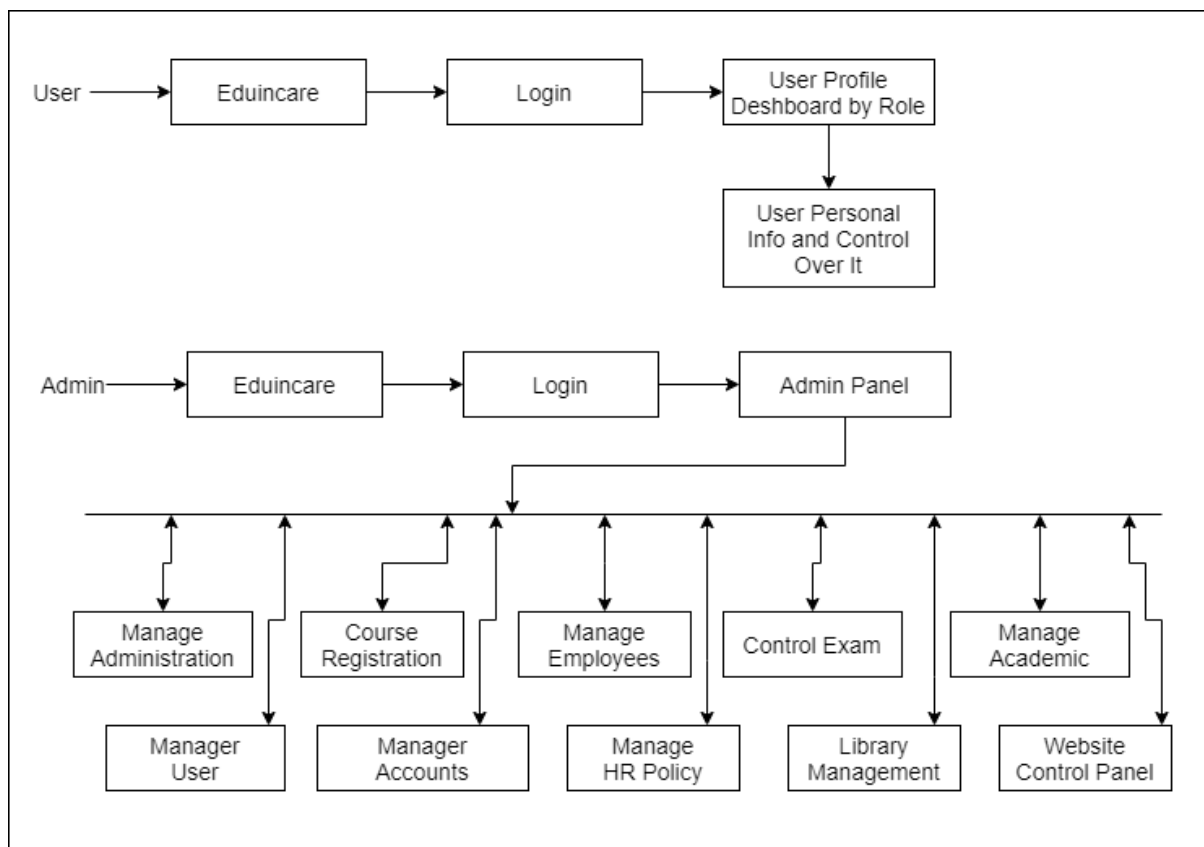 User
Eduincare
Login
User Profile
Deshboard by Role
User Personal
Info and Control
Over It
Admin
Eduincare
Login
Admin Panel
Manage
Administration
Course
Registration
Manage
Employees
Control Exam
Manage
Academic
Manager
User
Manager
Accounts
Manage
HR Policy
Library
Management
Website
Control Panel